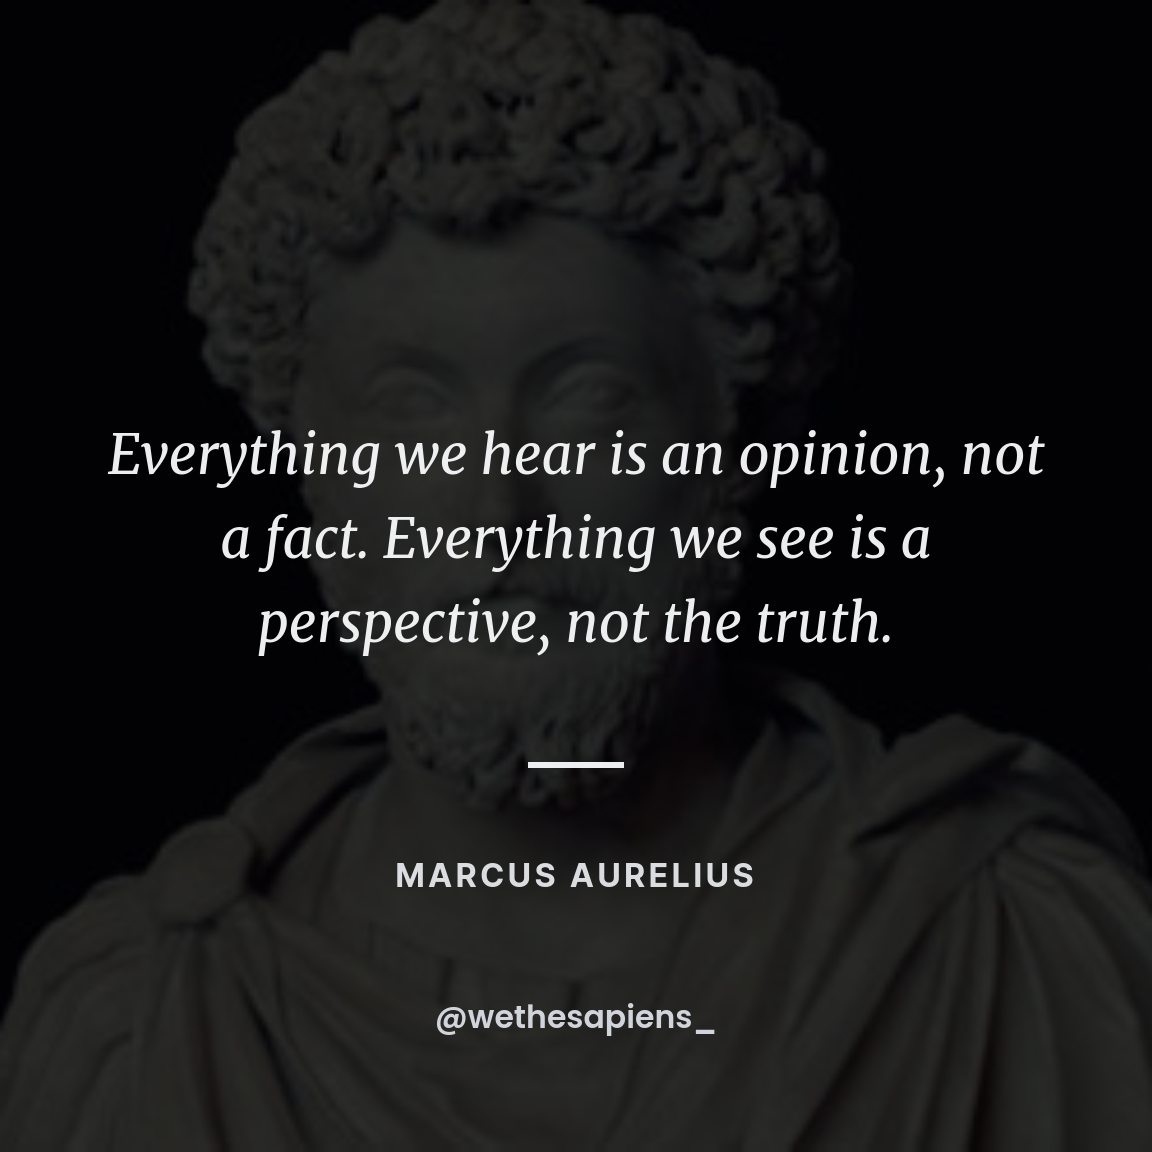 Everything we hear is an opinion, not
a fact. Everything we see is a
perspective, not the truth.
MARCUS AURELIUS
@wethesapiens_